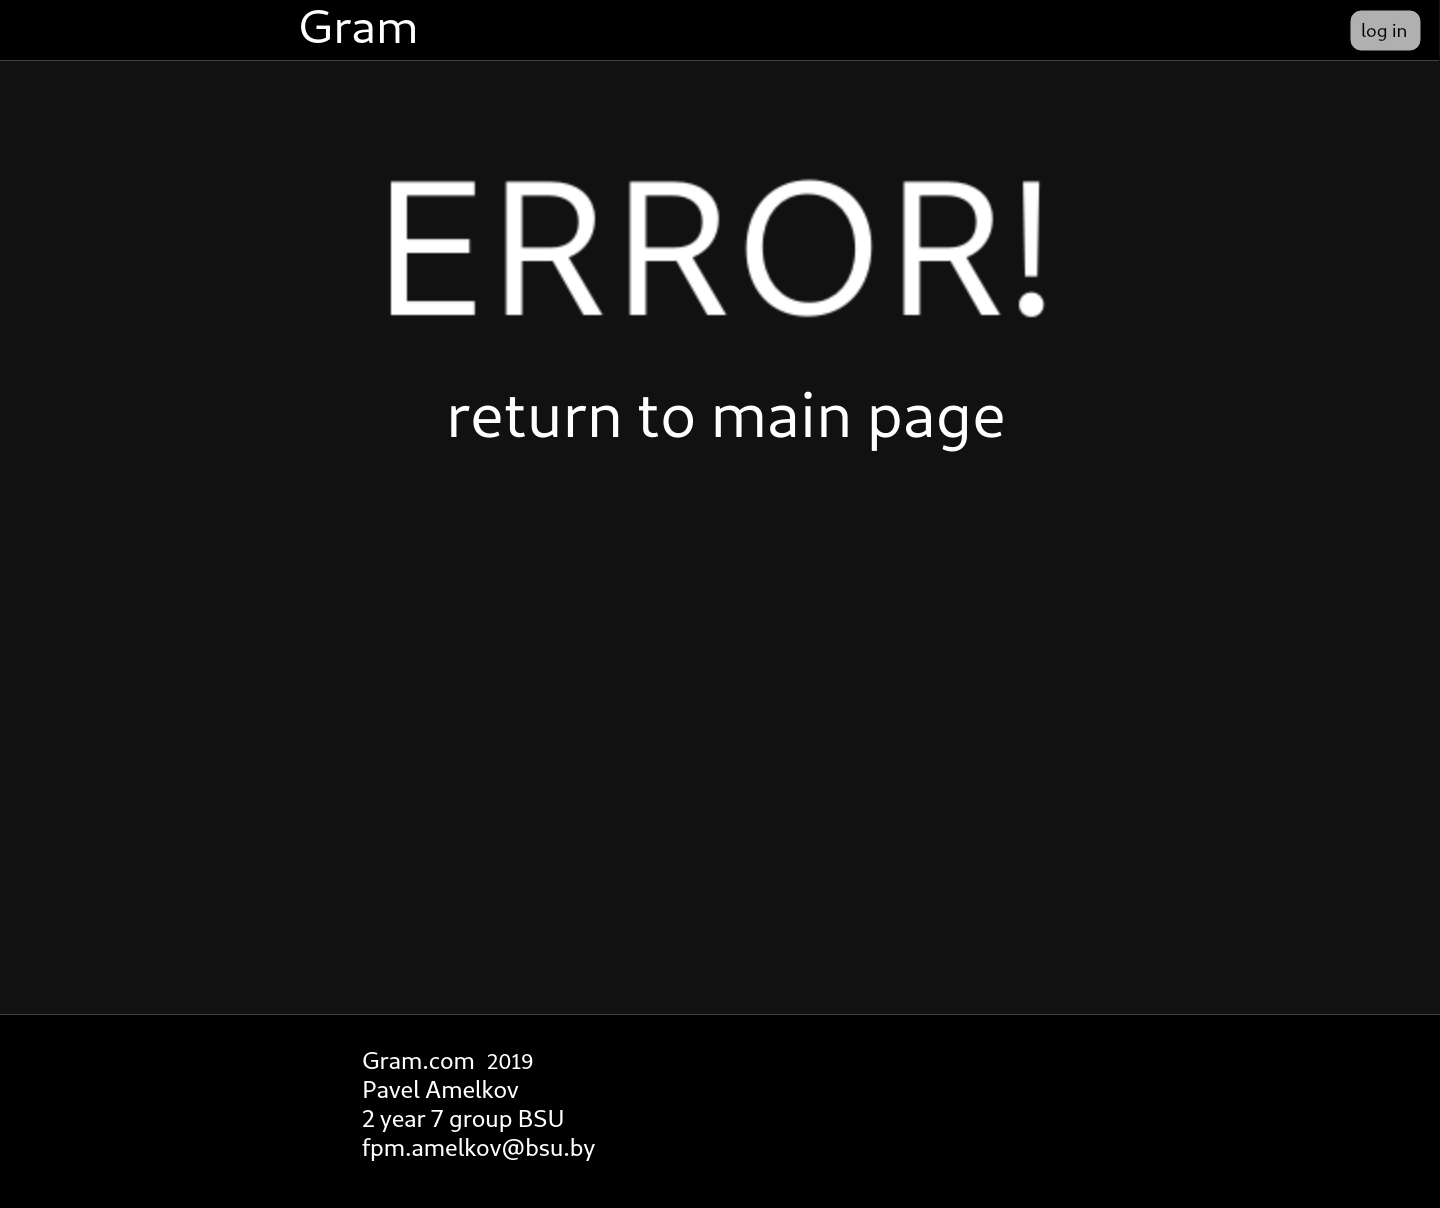 Gram
log in
ERROR!
return to main page
Gram.com 2019
Pavel Amelkov
2 year 7 group BSU
fpm.amelkov@bsu.by